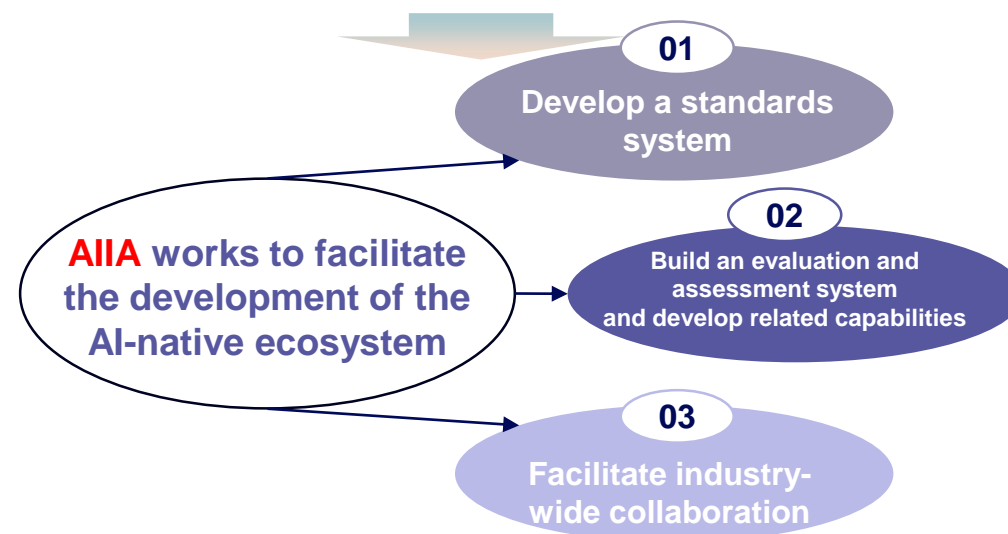 01
Develop a standards
system
AIIA works to facilitate
the development of the
AI-native ecosystem
02
Build an evaluation and
assessment system
and develop related capabilities
03
Facilitate industry-
wide collaboration